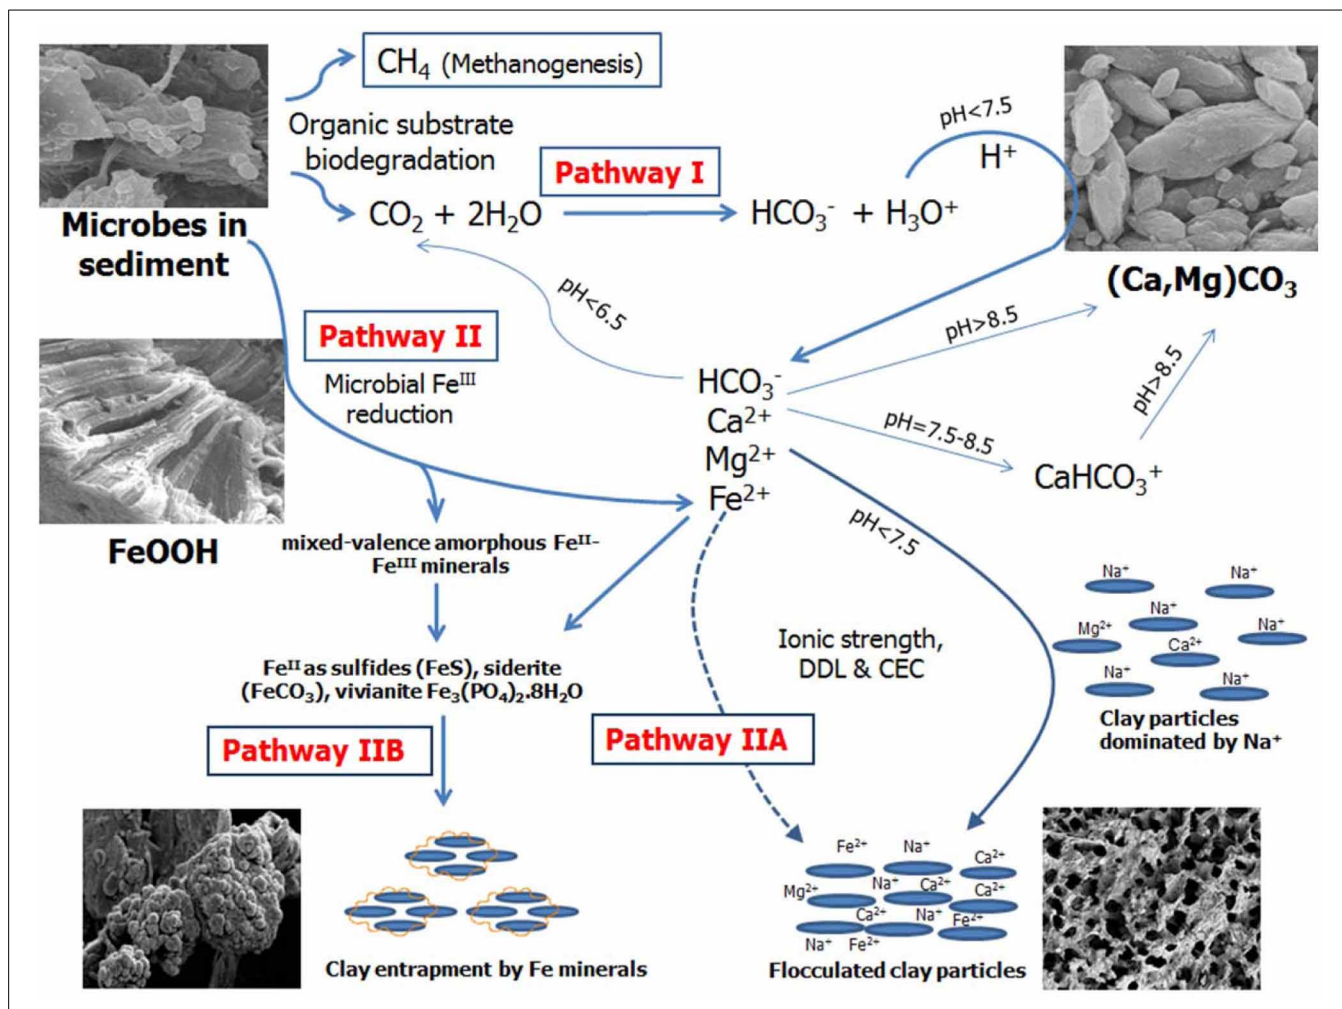 CH₄ (Methanogenesis)
Organic substrate
biodegradation
Pathway I
pH<7.5
H⁺
CO₂ + 2H₂O
HCO₃⁻ + H₃O⁺
Microbes in
sediment
(Ca,Mg)CO₃
pH<6.5
pH>8.5
Pathway II
Microbial Feᴵᴵᴵ
reduction
HCO₃⁻
Ca²⁺
Mg²⁺
Fe²⁺
pH=7.5-8.5
pH>8.5
CaHCO₃⁺
pH<7.5
FeOOH
mixed-valence amorphous Feᴵᴵ-
Feᴵᴵᴵ minerals
Feᴵᴵ as sulfides (FeS), siderite
(FeCO₃), vivianite Fe₃(PO₄)₂.8H₂O
Ionic strength,
DDL & CEC
Na⁺
Na⁺
Na⁺
Mg²⁺
Na⁺
Ca²⁺
Na⁺
Na⁺
Clay particles
dominated by Na⁺
Pathway IIB
Pathway IIA
Fe²⁺
Na⁺
Ca²⁺
Mg²⁺
Na⁺
Ca²⁺
Ca²⁺
Ca²⁺
Na⁺
Fe²⁺
Na⁺
Fe²⁺
Clay entrapment by Fe minerals
Flocculated clay particles